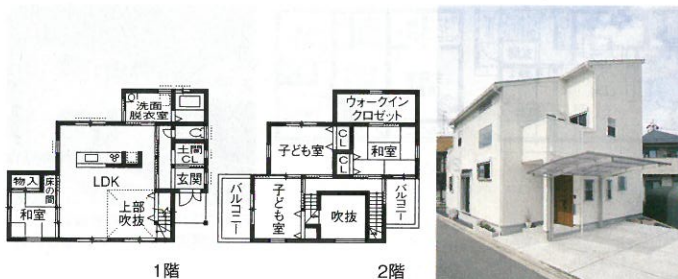 洗面
脱衣室
土間
CL
玄関
物入
床の間
和室
LDK
上部
吹抜
1階
ウォークイン
クロゼット
子ども室
CL
CL
和室
バルコニー
子ども室
吹抜
バルコニー
2階